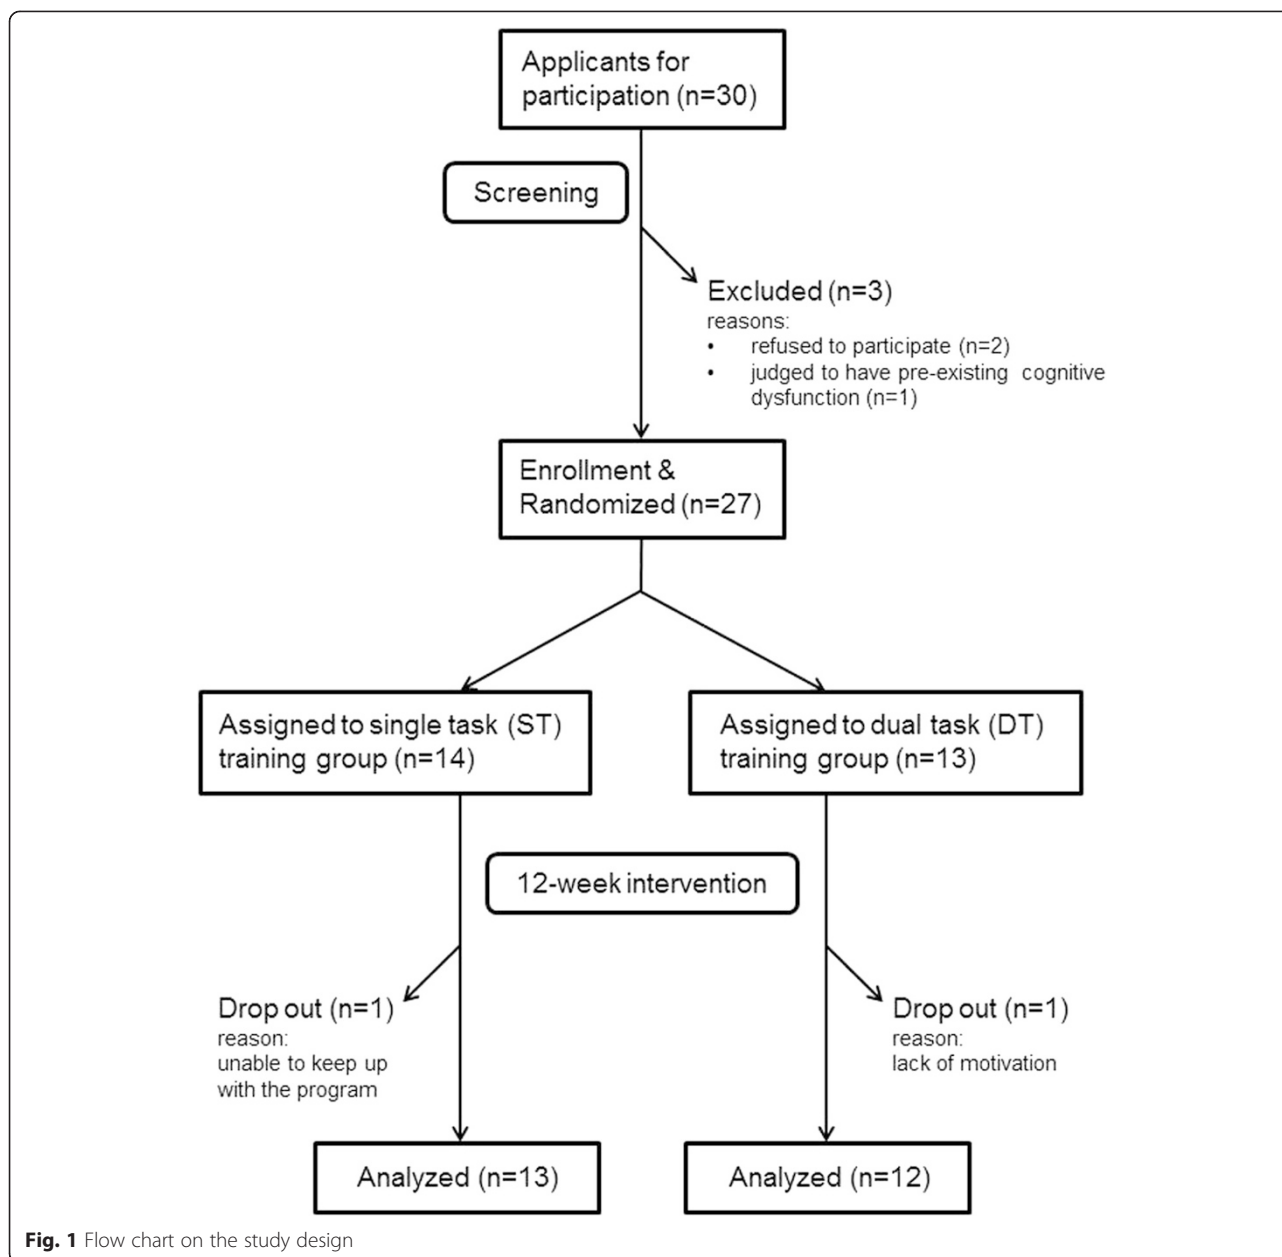 Applicants for
participation (n=30)
Screening
Excluded (n=3)
reasons:
• refused to participate (n=2)
• judged to have pre-existing cognitive
dysfunction (n=1)
Enrollment &
Randomized (n=27)
Assigned to single task (ST)
training group (n=14)
Assigned to dual task (DT)
training group (n=13)
12-week intervention
Drop out (n=1)
reason:
unable to keep up
with the program
Drop out (n=1)
reason:
lack of motivation
Analyzed (n=13)
Analyzed (n=12)
Fig. 1 Flow chart on the study design